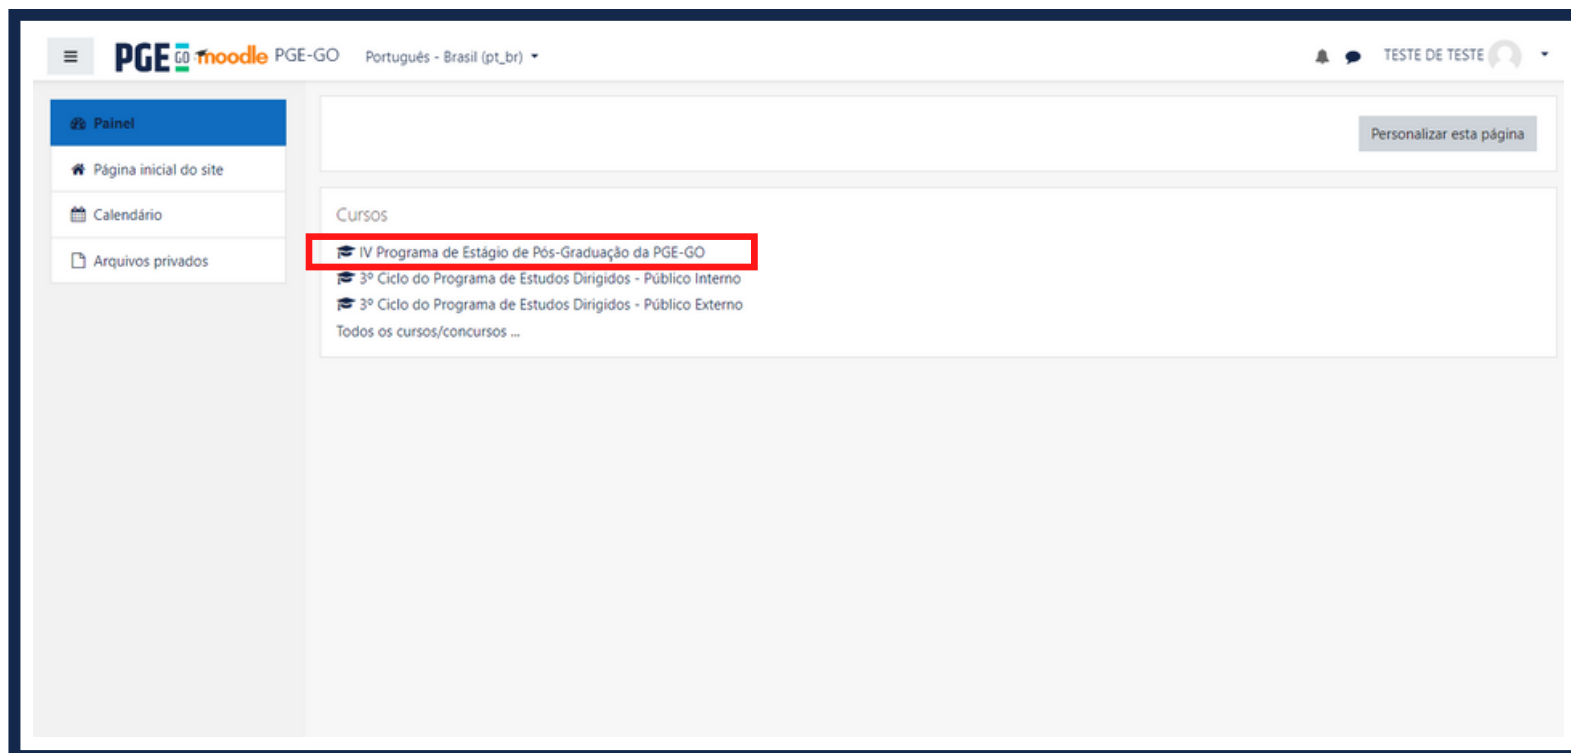 PGE GO moodle PGE-GO Português - Brasil (pt_br) TESTE DE TESTE
Painel
Página inicial do site
Calendário
Arquivos privados
Personalizar esta página
Cursos
IV Programa de Estágio de Pós-Graduação da PGE-GO
3º Ciclo do Programa de Estudos Dirigidos - Público Interno
3º Ciclo do Programa de Estudos Dirigidos - Público Externo
Todos os cursos/concursos ...